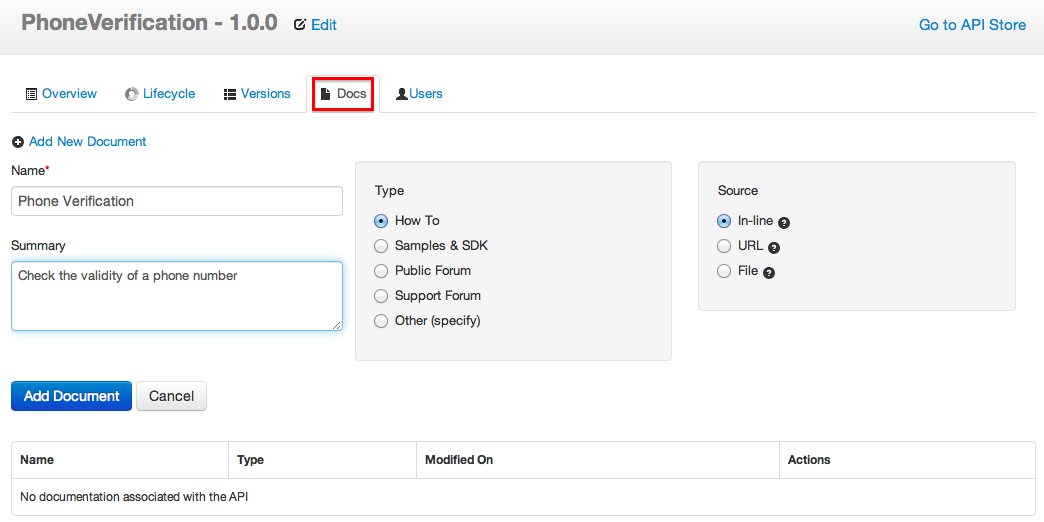 PhoneVerification - 1.0.0 Edit Go to API Store
Overview Lifecycle Versions Docs Users
Add New Document
Name*
Phone Verification
Summary
Check the validity of a phone number
Type
How To
Samples & SDK
Public Forum
Support Forum
Other (specify)
Source
In-line ?
URL ?
File ?
Add Document Cancel
Name Type Modified On Actions
No documentation associated with the API